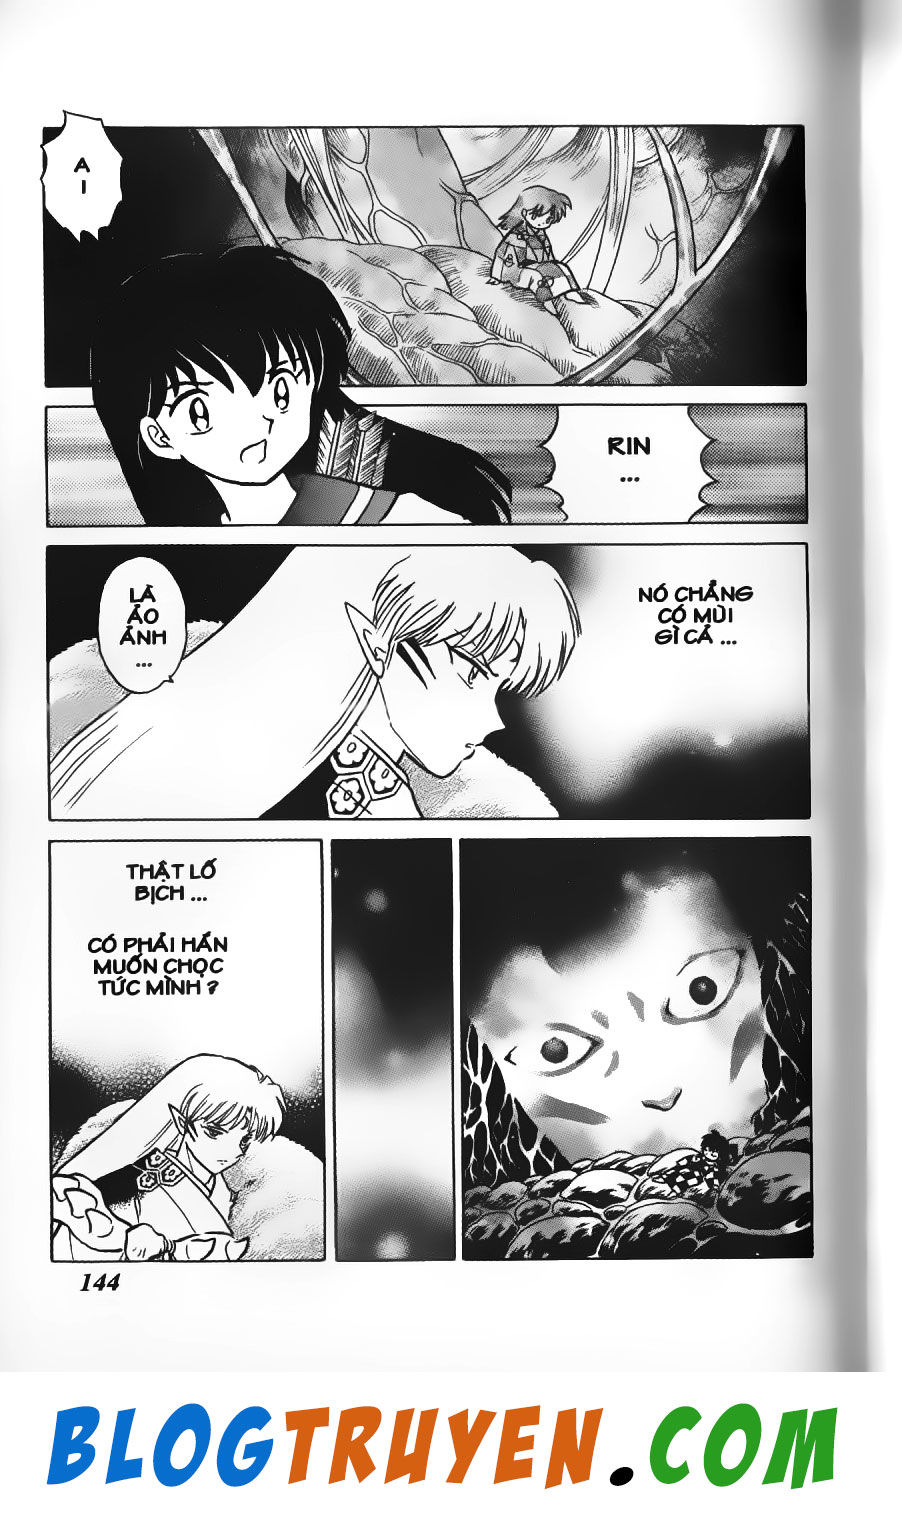 A
I
RIN
...
LÀ
ẢO
ẢNH
...
NÓ CHẲNG
CÓ MÙI
GÌ CẢ ...
THẬT LỐ
BỊCH ...
CÓ PHẢI HẮN
MUỐN CHỌC
TỨC MÌNH ?
144
BLOGTRUYEN.COM